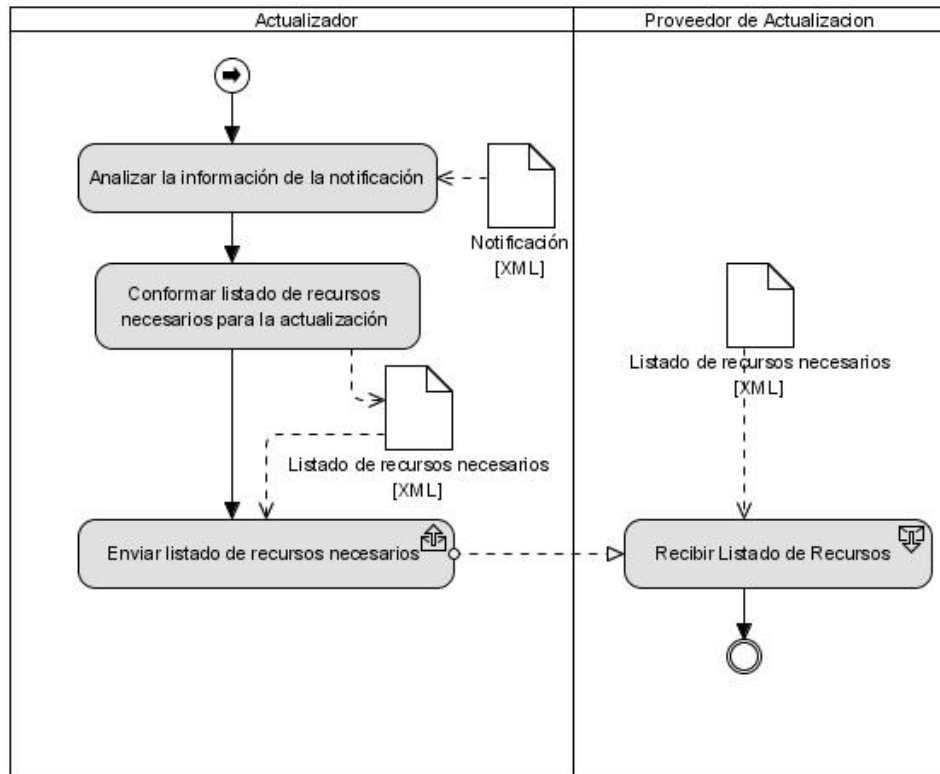 Actualizador
Proveedor de Actualizacion
Analizar la información de la notificación
Notificación
[XML]
Conformar listado de recursos
necesarios para la actualización
Listado de recursos necesarios
[XML]
Listado de recursos necesarios
[XML]
Enviar listado de recursos necesarios
Recibir Listado de Recursos